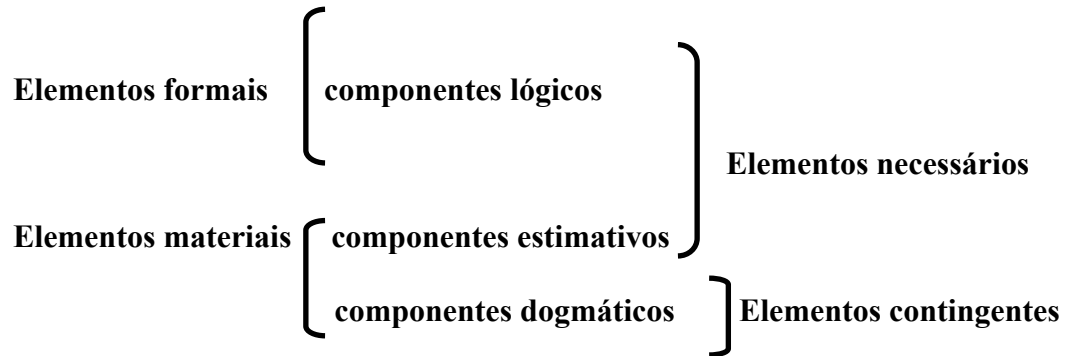 Elementos formais componentes lógicos
Elementos necessários
Elementos materiais componentes estimativos
componentes dogmáticos Elementos contingentes